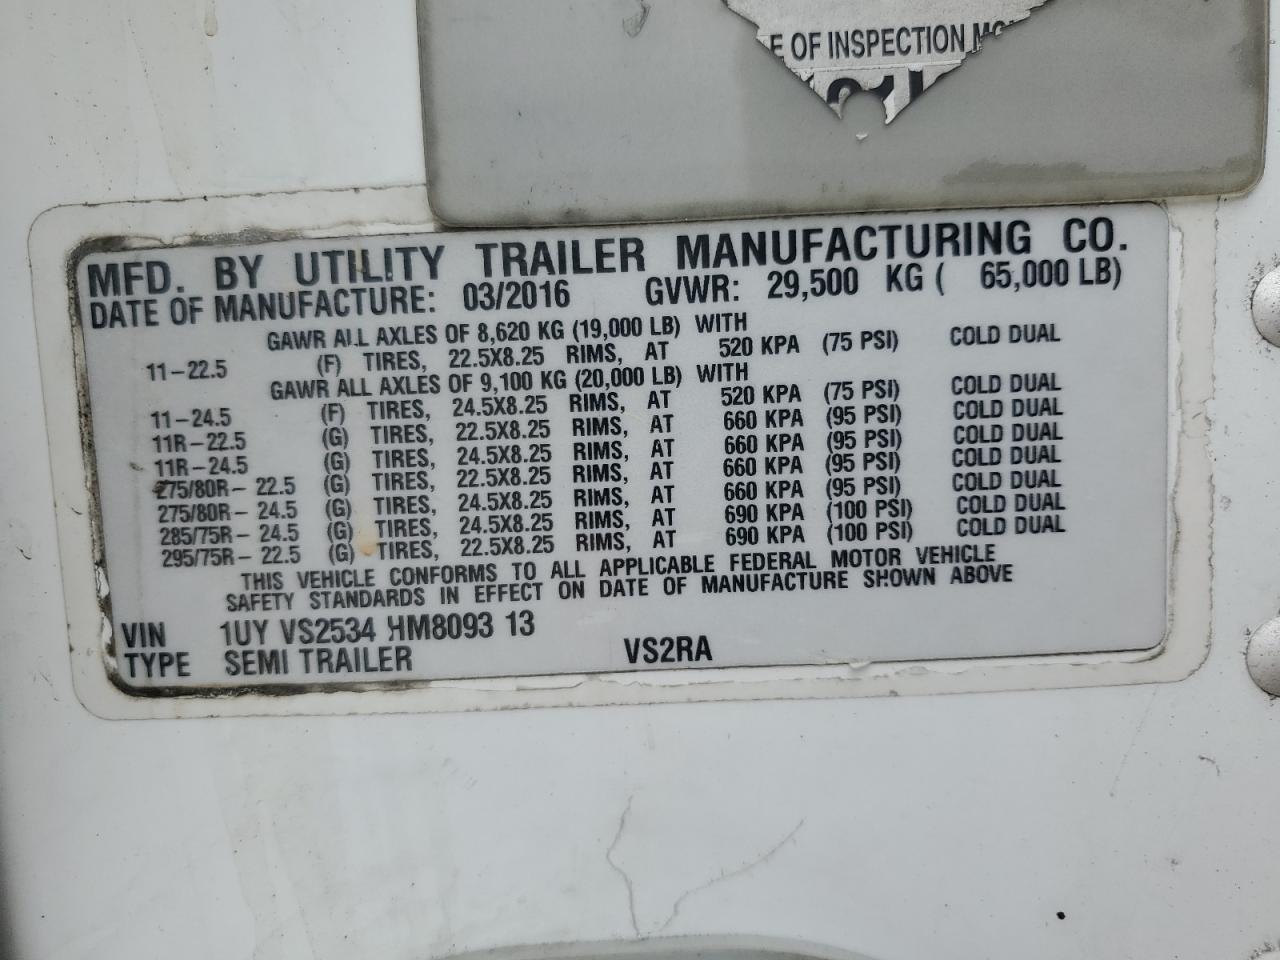 E OF INSPECTION
MFD. BY UTILITY TRAILER MANUFACTURING CO.
DATE OF MANUFACTURE: 03/2016 GVWR: 29,500 KG ( 65,000 LB)
GAWR ALL AXLES OF 8,620 KG (19,000 LB) WITH
11-22.5 (F) TIRES, 22.5X8.25 RIMS, AT 520 KPA (75 PSI) COLD DUAL
GAWR ALL AXLES OF 9,100 KG (20,000 LB) WITH
11-24.5 (F) TIRES, 24.5X8.25 RIMS, AT 520 KPA (75 PSI) COLD DUAL
11R-22.5 (G) TIRES, 22.5X8.25 RIMS, AT 660 KPA (95 PSI) COLD DUAL
11R-24.5 (G) TIRES, 24.5X8.25 RIMS, AT 660 KPA (95 PSI) COLD DUAL
275/80R- 22.5 (G) TIRES, 22.5X8.25 RIMS, AT 660 KPA (95 PSI) COLD DUAL
275/80R- 24.5 (G) TIRES, 24.5X8.25 RIMS, AT 660 KPA (95 PSI) COLD DUAL
285/75R- 24.5 (G) TIRES, 24.5X8.25 RIMS, AT 690 KPA (100 PSI) COLD DUAL
295/75R- 22.5 (G) TIRES, 22.5X8.25 RIMS, AT 690 KPA (100 PSI) COLD DUAL
THIS VEHICLE CONFORMS TO ALL APPLICABLE FEDERAL MOTOR VEHICLE
SAFETY STANDARDS IN EFFECT ON DATE OF MANUFACTURE SHOWN ABOVE
VIN 1UY VS2534 HM8093 13
TYPE SEMI TRAILER VS2RA